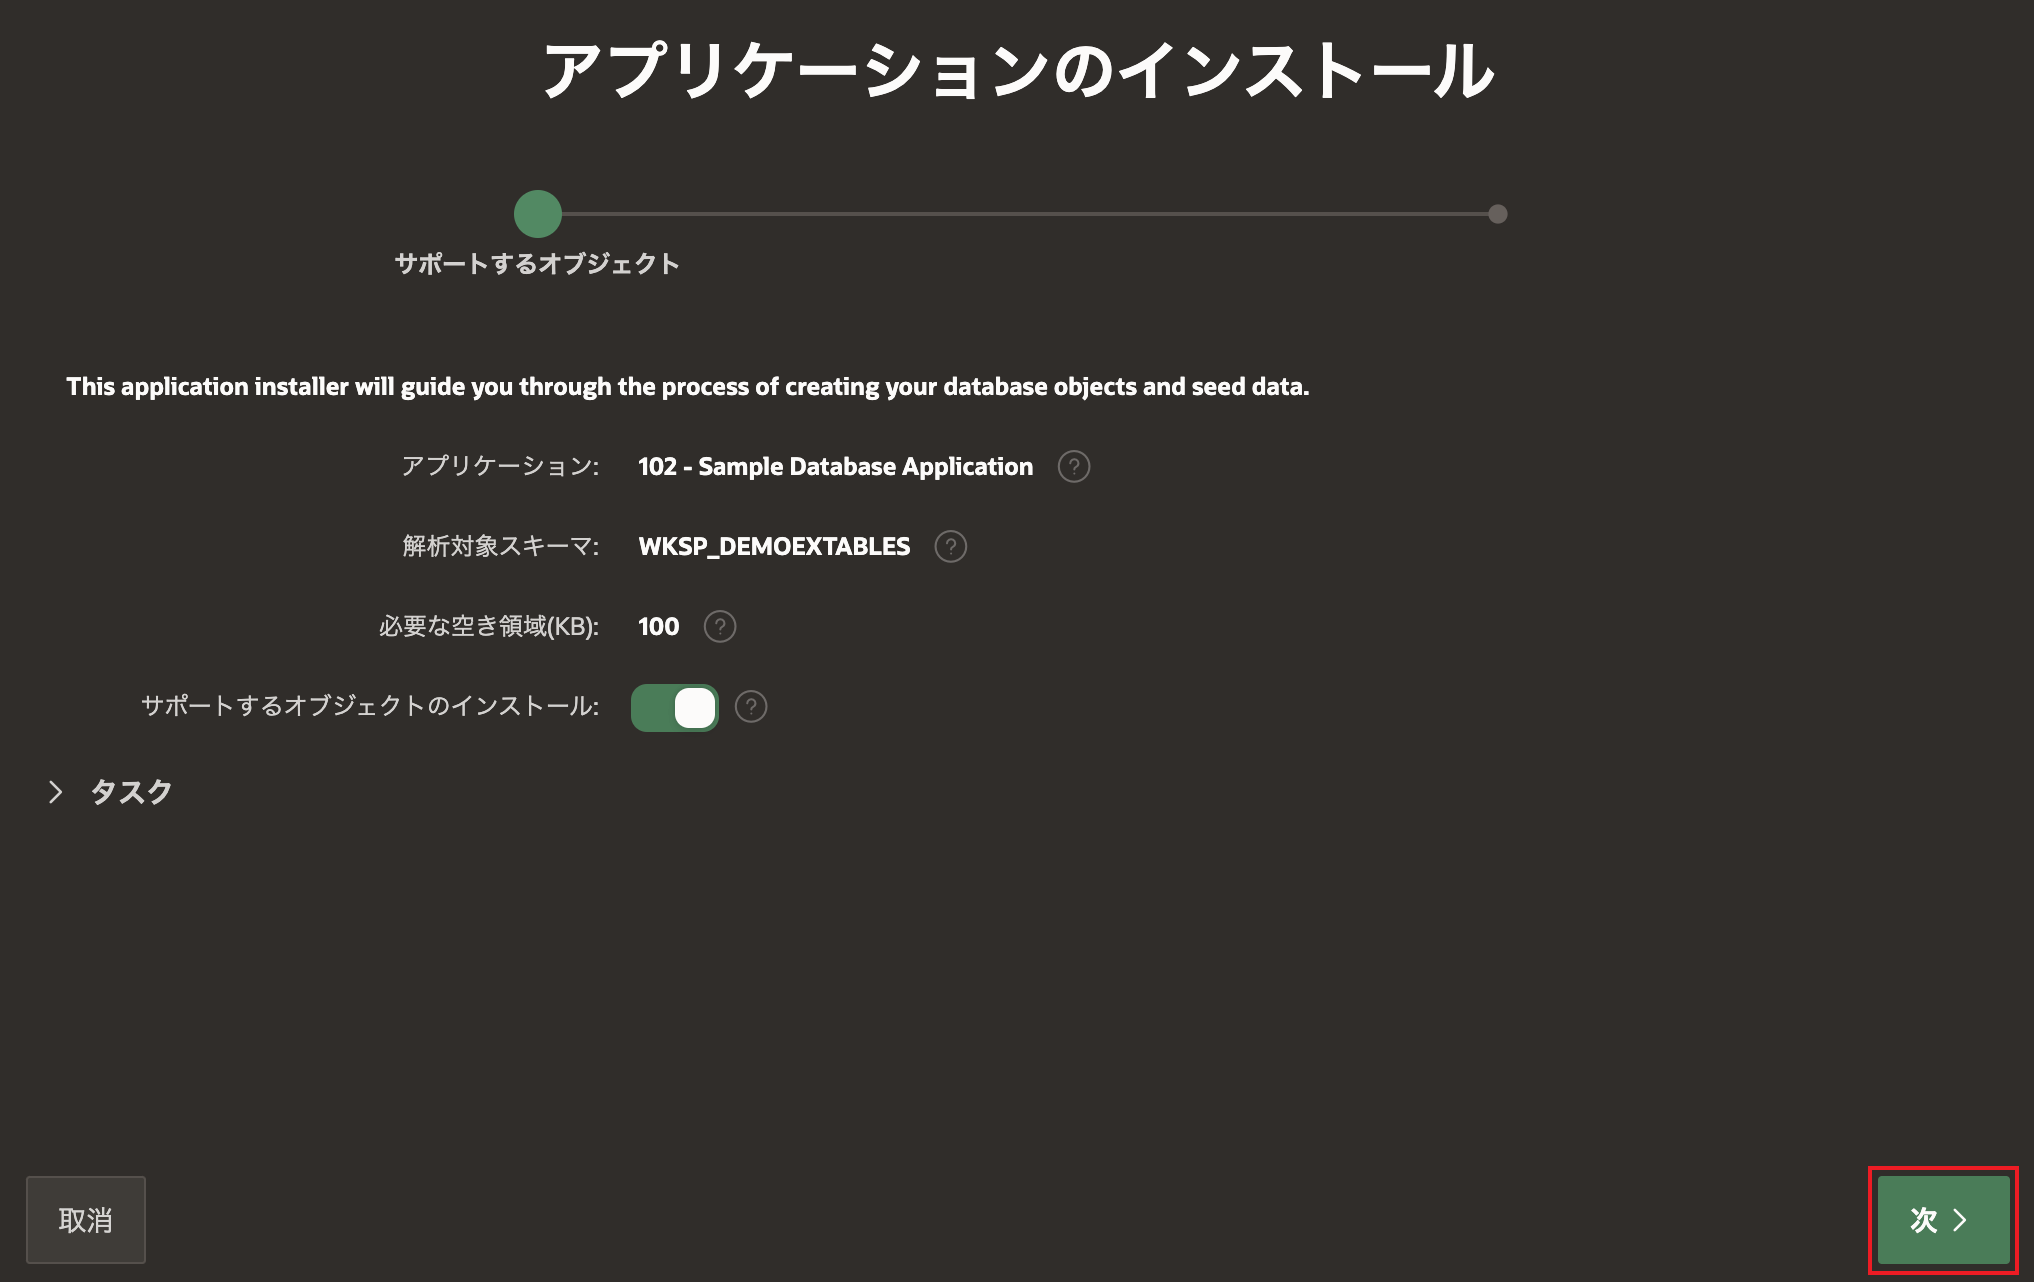 アプリケーションのインストール
サポートするオブジェクト
This application installer will guide you through the process of creating your database objects and seed data.
アプリケーション: 102 - Sample Database Application ?
解析対象スキーマ: WKSP_DEMOEXTABLES ?
必要な空き領域(KB): 100 ?
サポートするオブジェクトのインストール: ?
タスク
取消
次